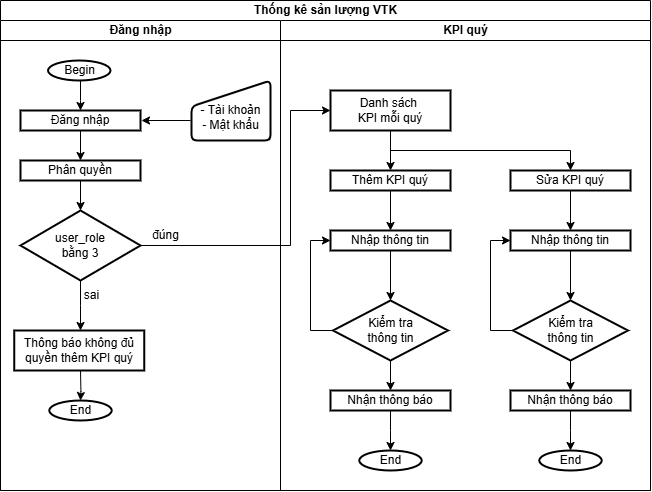 Thống kê sản lượng VTK
Đăng nhập
KPI quý
Begin
Đăng nhập
- Tài khoản
- Mật khẩu
Phân quyền
user_role
bằng 3
đúng
sai
Thông báo không đủ
quyền thêm KPI quý
End
Danh sách
KPI mỗi quý
Thêm KPI quý
Nhập thông tin
Kiểm tra
thông tin
Nhận thông báo
End
Sửa KPI quý
Nhập thông tin
Kiểm tra
thông tin
Nhận thông báo
End